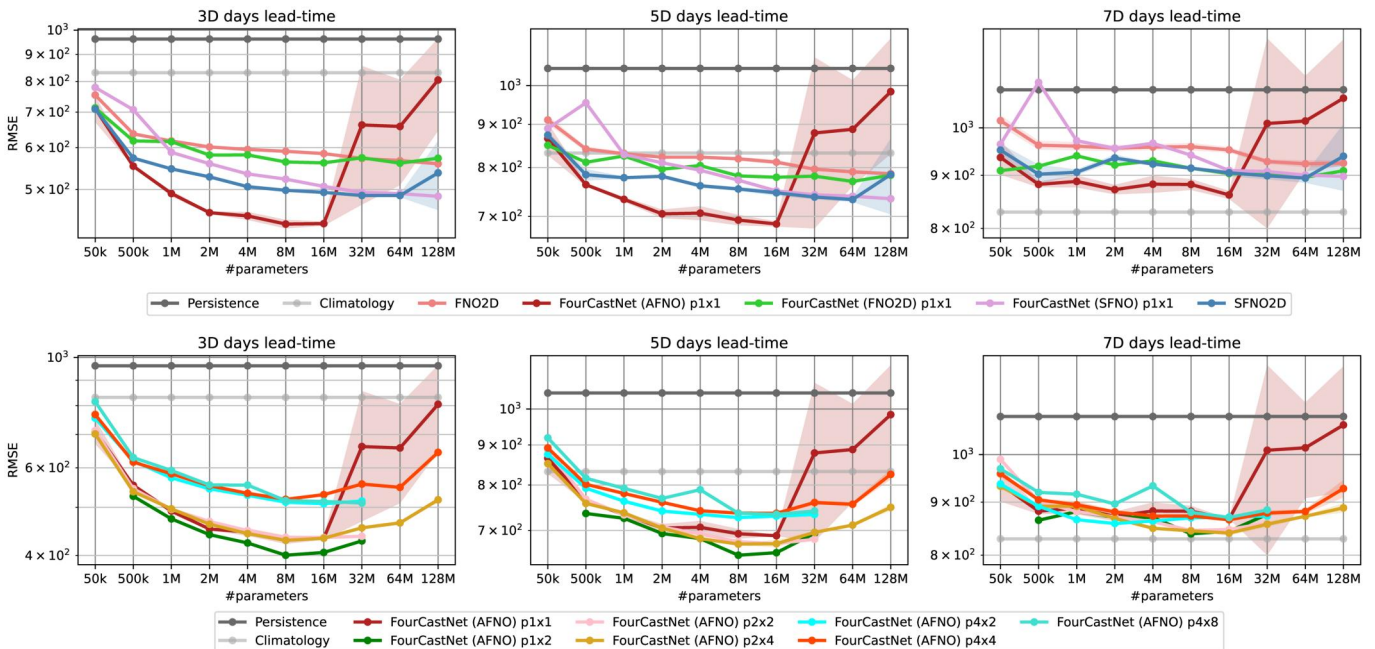 3D days lead-time
5D days lead-time
7D days lead-time
10³
9 × 10²
8 × 10²
7 × 10²
6 × 10²
5 × 10²
RMSE
10³
9 × 10²
8 × 10²
7 × 10²
10³
9 × 10²
8 × 10²
50k 500k 1M 2M 4M 8M 16M 32M 64M 128M
50k 500k 1M 2M 4M 8M 16M 32M 64M 128M
50k 500k 1M 2M 4M 8M 16M 32M 64M 128M
#parameters
#parameters
#parameters
Persistence Climatology FNO2D FourCastNet (AFNO) p1x1 FourCastNet (FNO2D) p1x1 FourCastNet (SFNO) p1x1 SFNO2D
3D days lead-time
5D days lead-time
7D days lead-time
10³
6 × 10²
4 × 10²
RMSE
10³
9 × 10²
8 × 10²
7 × 10²
10³
9 × 10²
8 × 10²
50k 500k 1M 2M 4M 8M 16M 32M 64M 128M
50k 500k 1M 2M 4M 8M 16M 32M 64M 128M
50k 500k 1M 2M 4M 8M 16M 32M 64M 128M
#parameters
#parameters
#parameters
Persistence FourCastNet (AFNO) p1x1 FourCastNet (AFNO) p2x2 FourCastNet (AFNO) p4x2 FourCastNet (AFNO) p4x8
Climatology FourCastNet (AFNO) p1x2 FourCastNet (AFNO) p2x4 FourCastNet (AFNO) p4x4